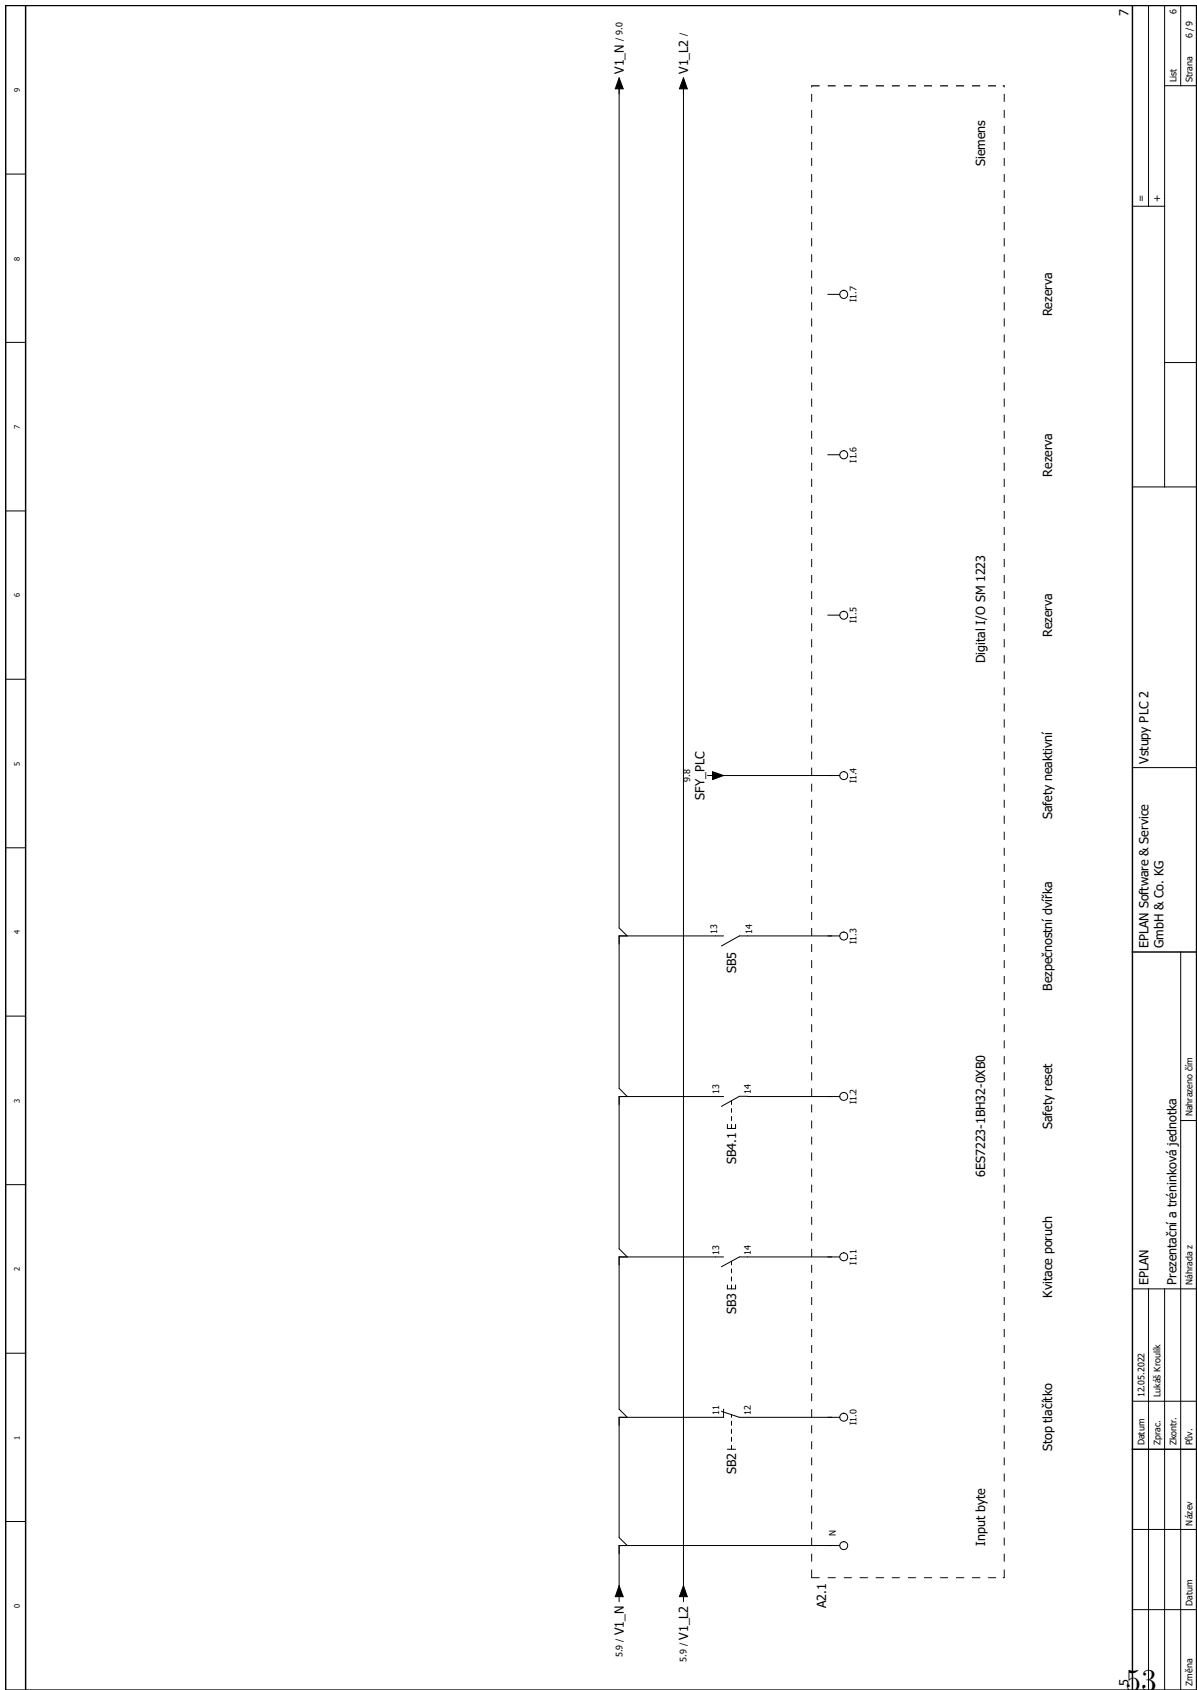 0 1 2 3 4 5 6 7 8 9
5.9 / V1_N
V1_N / 9.0
5.9 / V1_L2
V1_L2 /
9.8
SFY_PLC
11
SB2
12
13
SB3
14
13
SB4.1
14
13
SB5
14
A2.1
N
I1.0
I1.1
I1.2
I1.3
I1.4
I1.5
I1.6
I1.7
Input byte
6ES7223-1BH32-0XB0
Digital I/O SM 1223
Siemens
Stop tlačítko
Kvitace poruch
Safety reset
Bezpečnostní dvířka
Safety neaktivní
Rezerva
Rezerva
Rezerva
5
7
53
Datum 12.05.2022
Zprac. Lukáš Kroulík
Zkontr.
Změna Datum Název Pův.
EPLAN
Prezentační a tréninková jednotka
Náhrada z Nahrazeno čím
EPLAN Software & Service
GmbH & Co. KG
Vstupy PLC 2
=
+
List 6
Strana 6 / 9